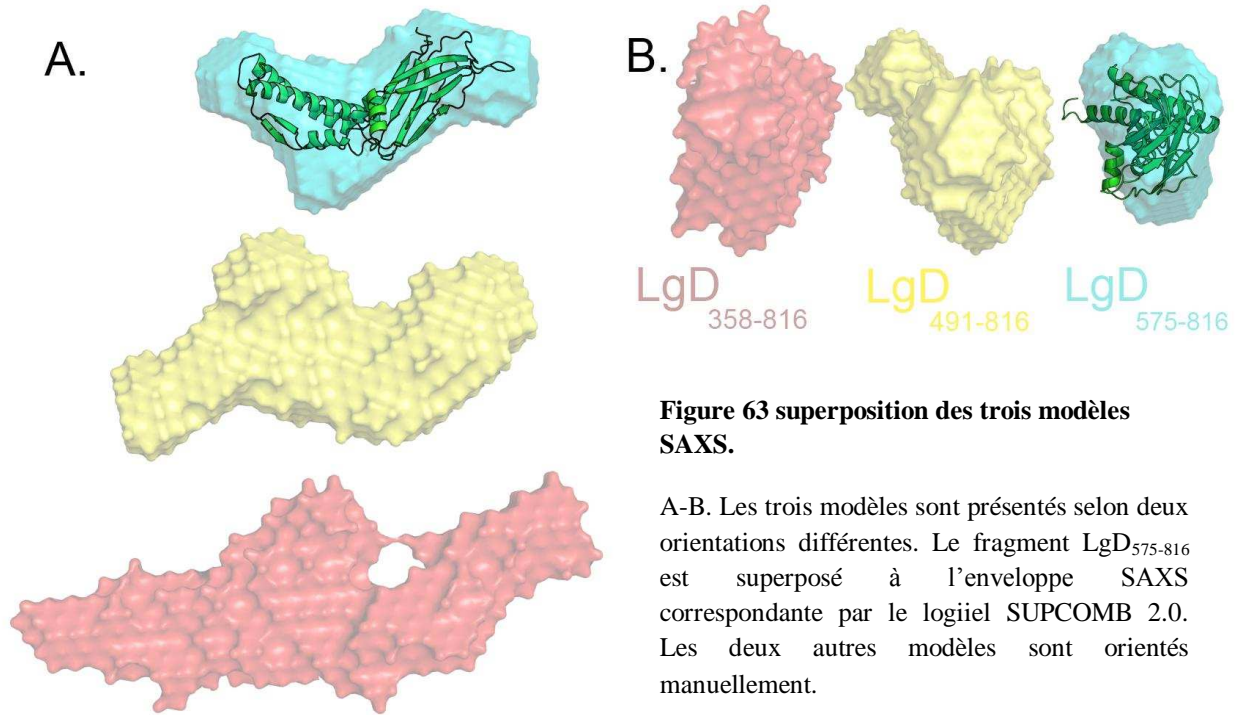 A.
B.
LgD 358-816
LgD 491-816
LgD 575-816
Figure 63 superposition des trois modèles
SAXS.
A-B. Les trois modèles sont présentés selon deux
orientations différentes. Le fragment LgD575-816
est superposé à l’enveloppe SAXS
correspondante par le logiiel SUPCOMB 2.0.
Les deux autres modèles sont orientés
manuellement.